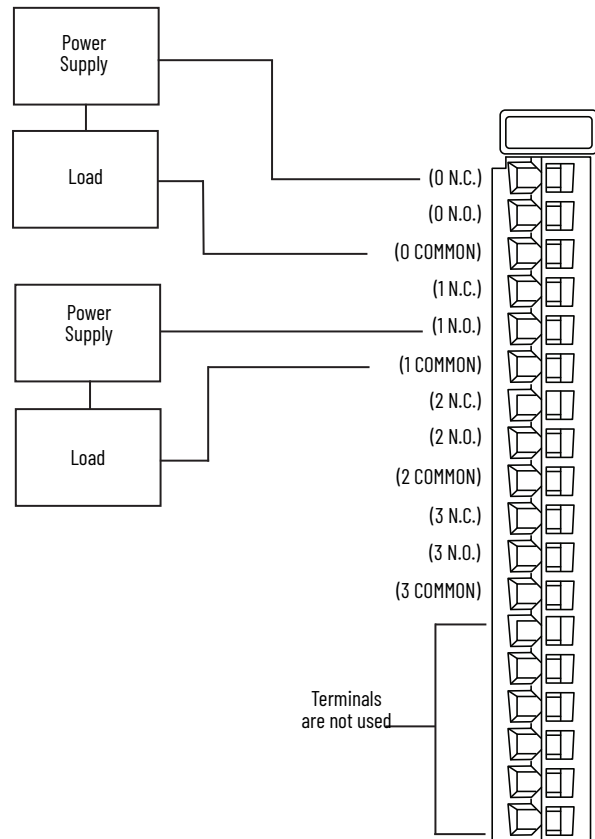 Power
Supply
Load
(0 N.C.)
(0 N.O.)
(0 COMMON)
(1 N.C.)
Power
Supply
(1 N.O.)
(1 COMMON)
(2 N.C.)
Load
(2 N.O.)
(2 COMMON)
(3 N.C.)
(3 N.O.)
(3 COMMON)
Terminals
are not used